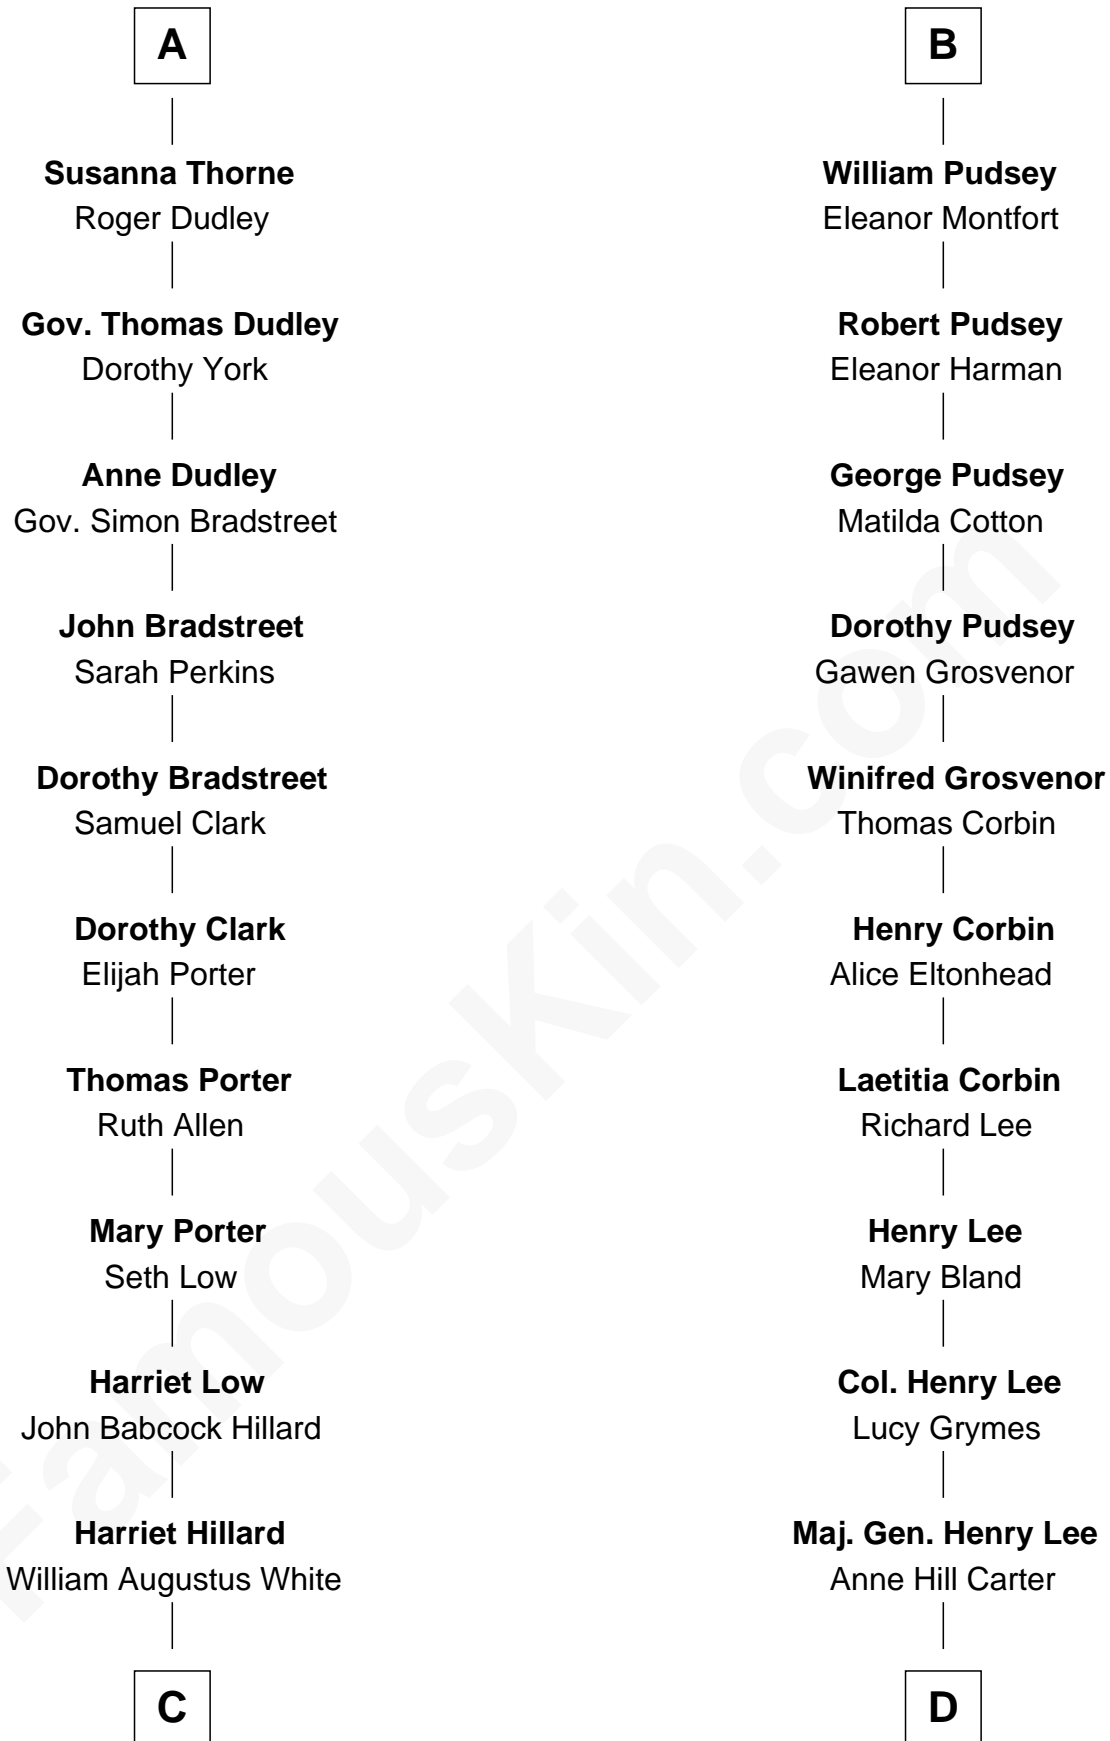 A
Susanna Thorne
Roger Dudley
Gov. Thomas Dudley
Dorothy York
Anne Dudley
Gov. Simon Bradstreet
John Bradstreet
Sarah Perkins
Dorothy Bradstreet
Samuel Clark
Dorothy Clark
Elijah Porter
Thomas Porter
Ruth Allen
Mary Porter
Seth Low
Harriet Low
John Babcock Hillard
Harriet Hillard
William Augustus White
C
B
William Pudsey
Eleanor Montfort
Robert Pudsey
Eleanor Harman
George Pudsey
Matilda Cotton
Dorothy Pudsey
Gawen Grosvenor
Winifred Grosvenor
Thomas Corbin
Henry Corbin
Alice Eltonhead
Laetitia Corbin
Richard Lee
Henry Lee
Mary Bland
Col. Henry Lee
Lucy Grymes
Maj. Gen. Henry Lee
Anne Hill Carter
D
FamousKin.com